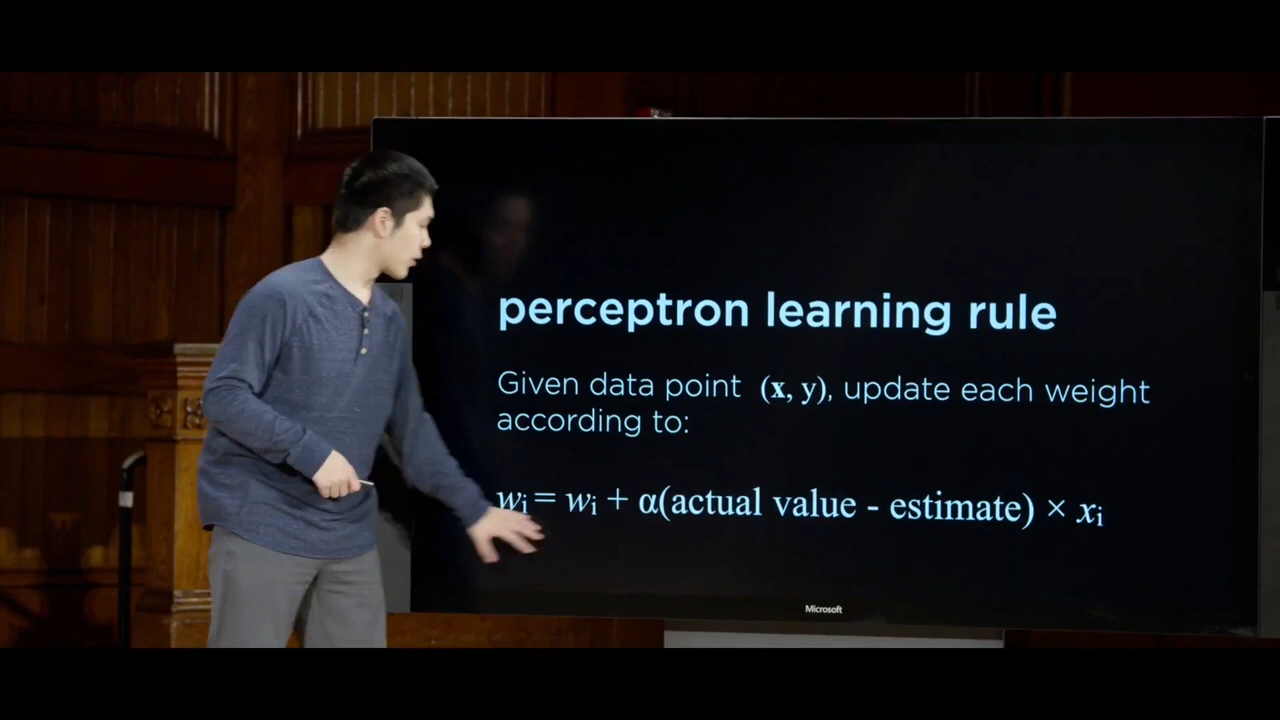 perceptron learning rule
Given data point (x, y), update each weight
according to:
wᵢ = wᵢ + α(actual value - estimate) × xᵢ
Microsoft